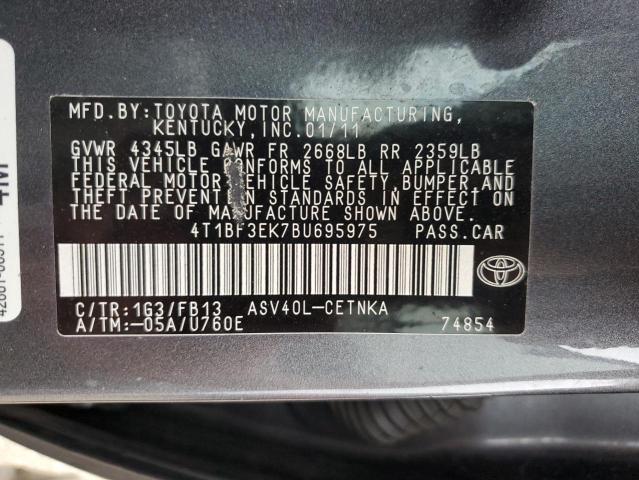 MFD.BY:TOYOTA MOTOR MANUFACTURING,
KENTUCKY,INC.01/11
GVWR 4345LB GAWR FR 2668LB RR 2359LB
THIS VEHICLE CONFORMS TO ALL APPLICABLE
FEDERAL MOTOR VEHICLE SAFETY,BUMPER,AND
THEFT PREVENTION STANDARDS IN EFFECT ON
THE DATE OF MANUFACTURE SHOWN ABOVE.
4T1BF3EK7BU695975 PASS.CAR
C/TR:1G3/FB13 ASV40L-CETNKA
A/TM:-05A/U760E 74854